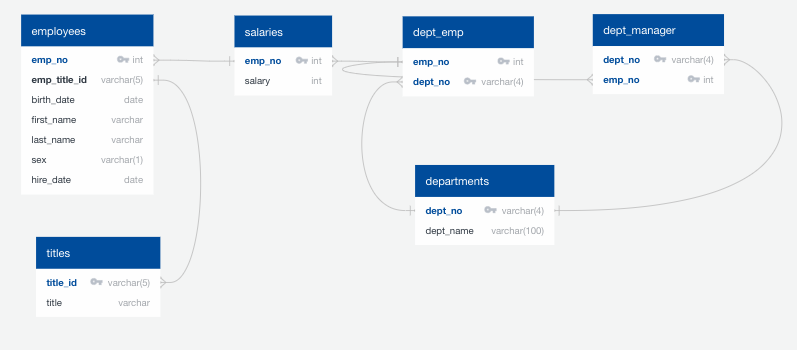 employees
emp_no int
emp_title_id varchar(5)
birth_date date
first_name varchar
last_name varchar
sex varchar(1)
hire_date date
salaries
emp_no int
salary int
dept_emp
emp_no int
dept_no varchar(4)
dept_manager
dept_no varchar(4)
emp_no int
departments
dept_no varchar(4)
dept_name varchar(100)
titles
title_id varchar(5)
title varchar